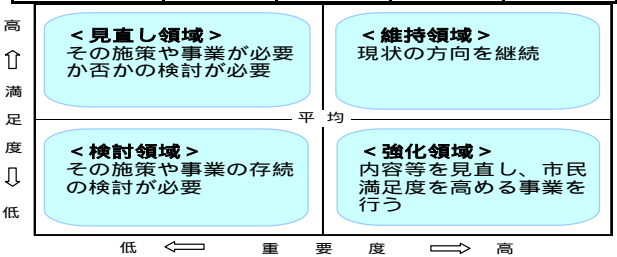 高
⇧
満
足
度
⇩
低
<見直し領域>
その施策や事業が必要
か否かの検討が必要
<維持領域>
現状の方向を継続
平 均
<検討領域>
その施策や事業の存続
の検討が必要
<強化領域>
内容等を見直し、市民
満足度を高める事業を
行う
低 ⇦ 重 要 度 ⇨ 高